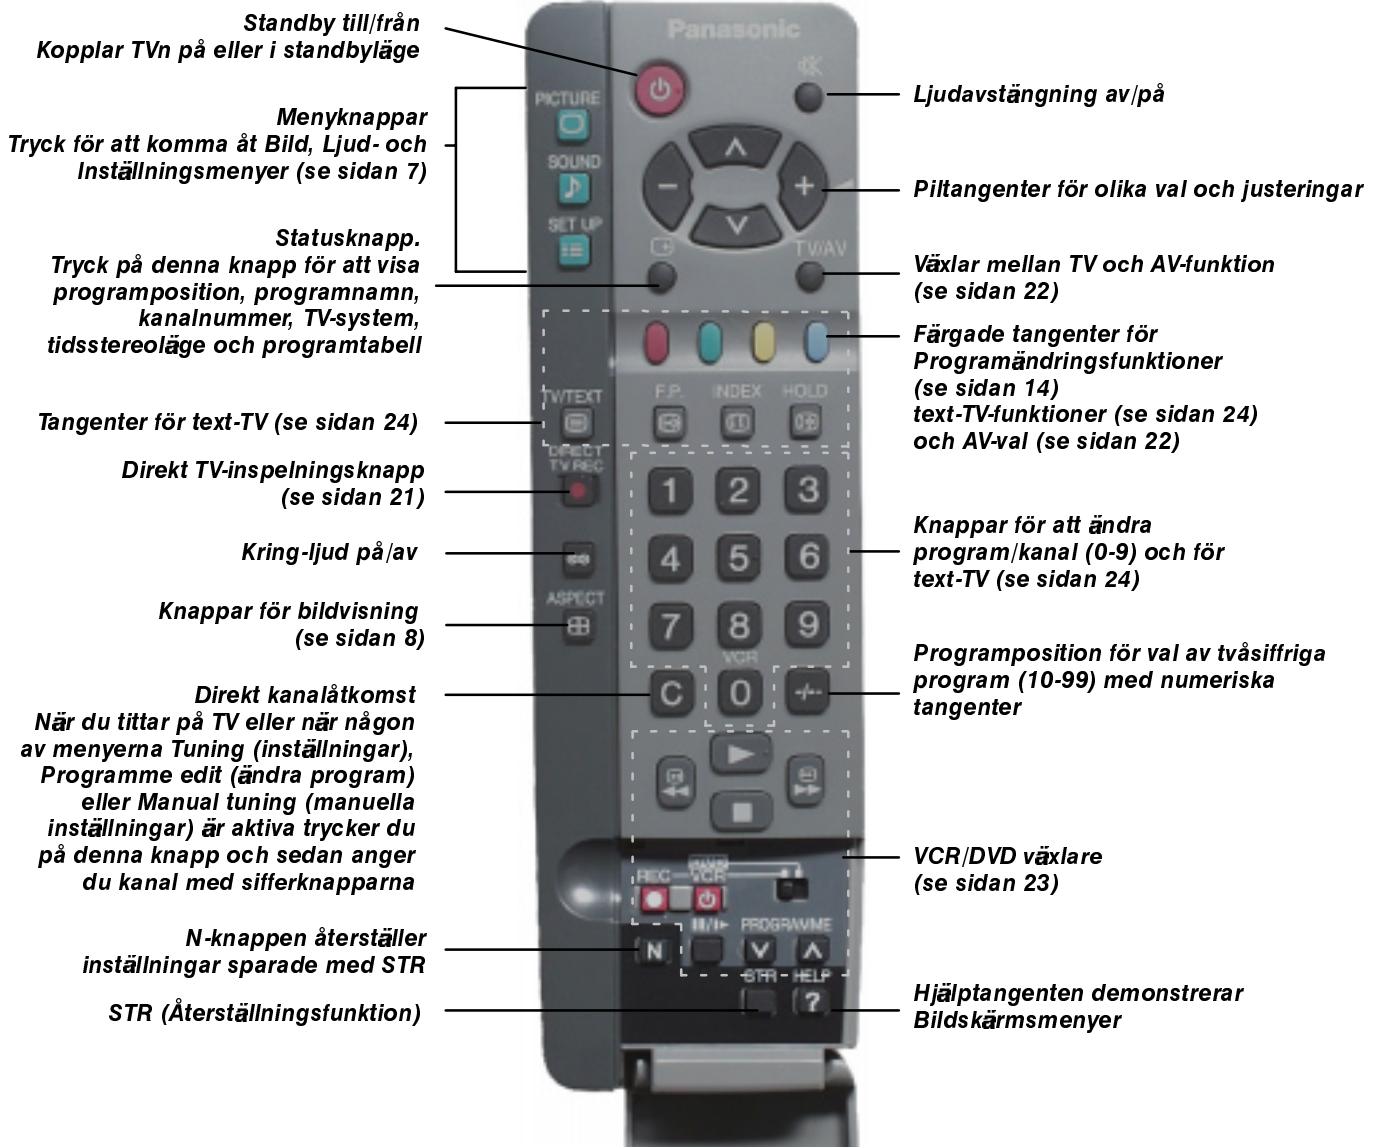 Standby till/från
Kopplar TVn på eller i standbyläge
Menyknappar
Tryck för att komma åt Bild, Ljud- och
Inställningsmenyer (se sidan 7)
Statusknapp.
Tryck på denna knapp för att visa
programposition, programnamn,
kanalnummer, TV-system,
tidsstereoläge och programtabell
Tangenter för text-TV (se sidan 24)
Direkt TV-inspelningsknapp
(se sidan 21)
Kring-ljud på/av
Knappar för bildvisning
(se sidan 8)
Direkt kanalåtkomst
När du tittar på TV eller när någon
av menyerna Tuning (inställningar),
Programme edit (ändra program)
eller Manual tuning (manuella
inställningar) är aktiva trycker du
på denna knapp och sedan anger
du kanal med sifferknapparna
N-knappen återställer
inställningar sparade med STR
STR (Återställningsfunktion)
Panasonic
PICTURE
SOUND
SET UP
TV/AV
TV/TEXT
F.P.
INDEX
HOLD
DIRECT
TV REC
1
2
3
4
5
6
ASPECT
7
8
9
VCR
C
0
-/--
REC
VCR
PROGRAMME
N
STR
HELP
?
Ljudavstängning av/på
Piltangenter för olika val och justeringar
Växlar mellan TV och AV-funktion
(se sidan 22)
Färgade tangenter för
Programändringsfunktioner
(se sidan 14)
text-TV-funktioner (se sidan 24)
och AV-val (se sidan 22)
Knappar för att ändra
program/kanal (0-9) och för
text-TV (se sidan 24)
Programposition för val av tvåsiffriga
program (10-99) med numeriska
tangenter
VCR/DVD växlare
(se sidan 23)
Hjälptangenten demonstrerar
Bildskärmsmenyer